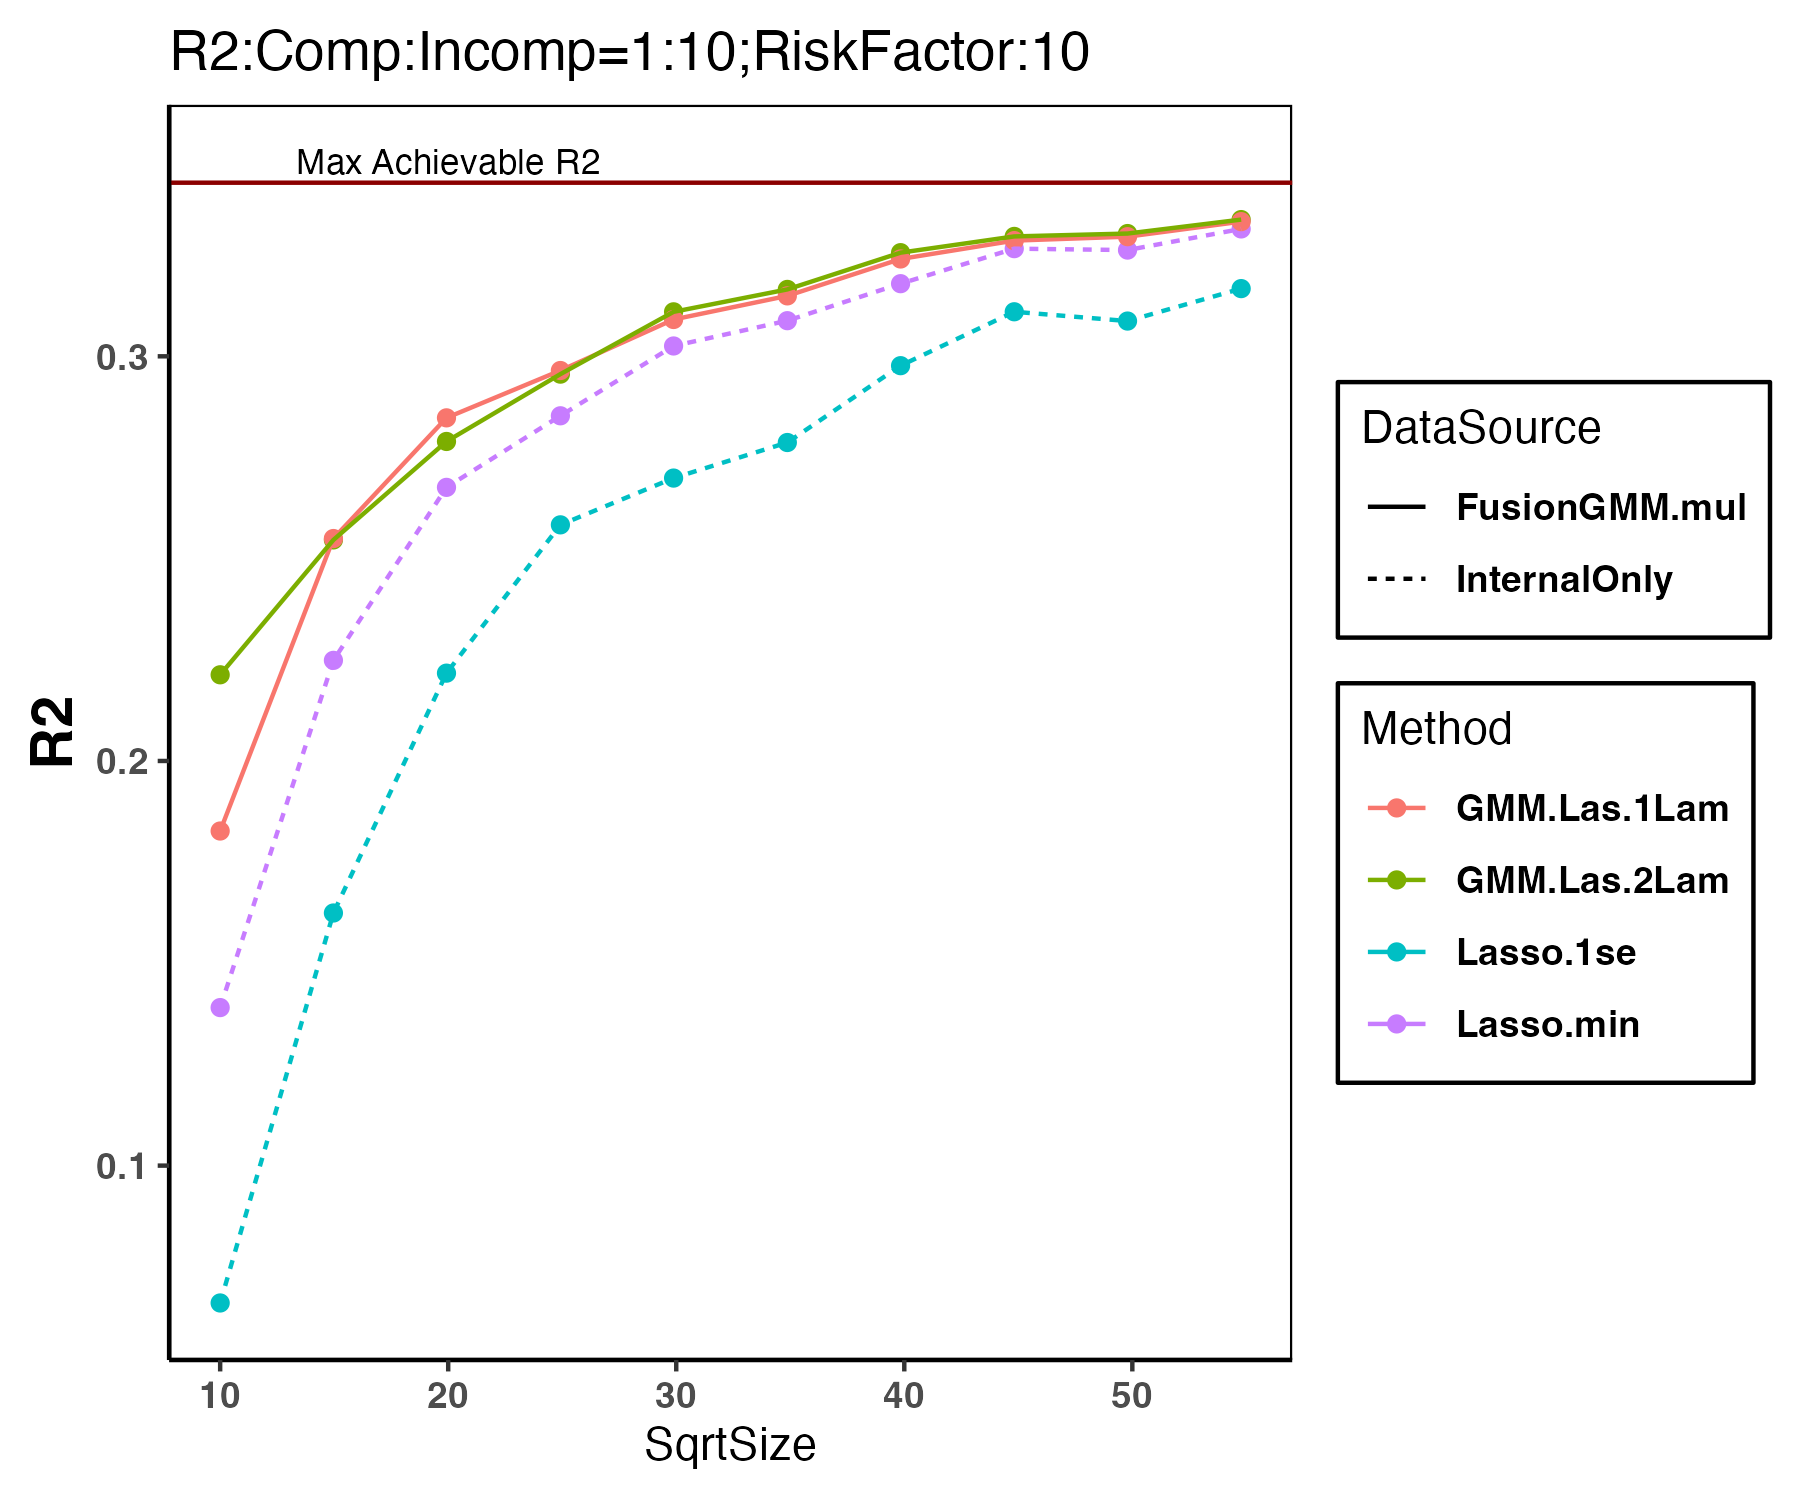 R2:Comp:Incomp=1:10;RiskFactor:10
Max Achievable R2
R2
0.3
0.2
0.1
10 20 30 40 50
SqrtSize
DataSource
FusionGMM.mul
InternalOnly
Method
GMM.Las.1Lam
GMM.Las.2Lam
Lasso.1se
Lasso.min